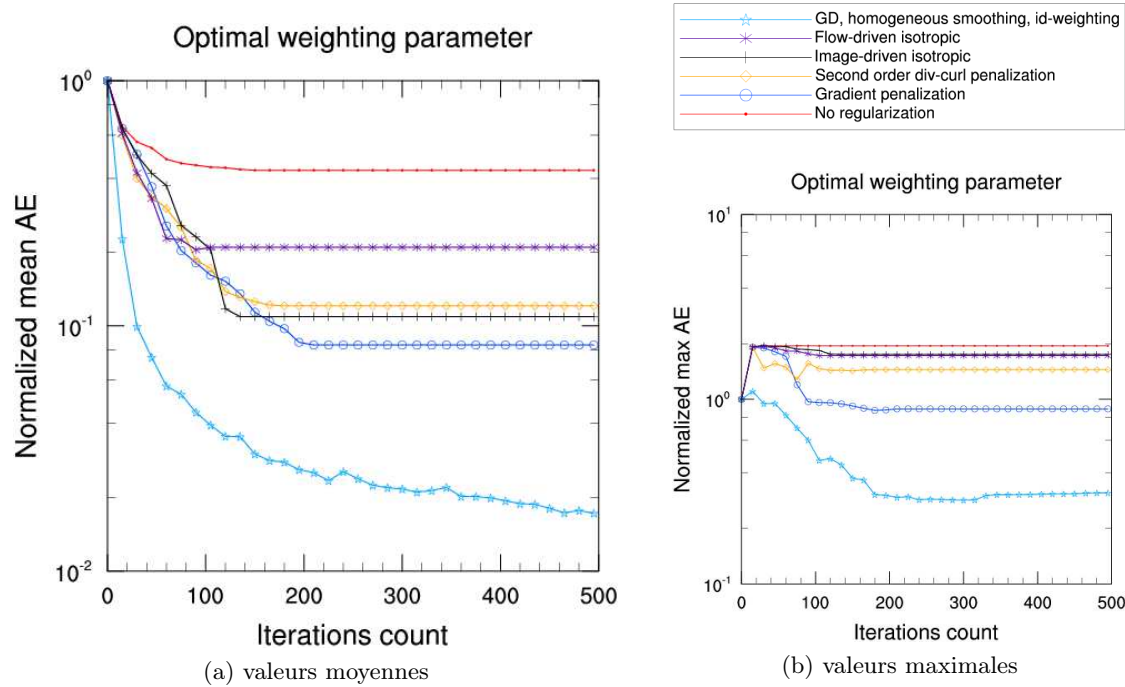 GD, homogeneous smoothing, id-weighting
Flow-driven isotropic
Image-driven isotropic
Second order div-curl penalization
Gradient penalization
No regularization
Optimal weighting parameter
Normalized mean AE
10^0
10^-1
10^-2
0 100 200 300 400 500
Iterations count
(a) valeurs moyennes
Optimal weighting parameter
Normalized max AE
10^1
10^0
10^-1
0 100 200 300 400 500
Iterations count
(b) valeurs maximales